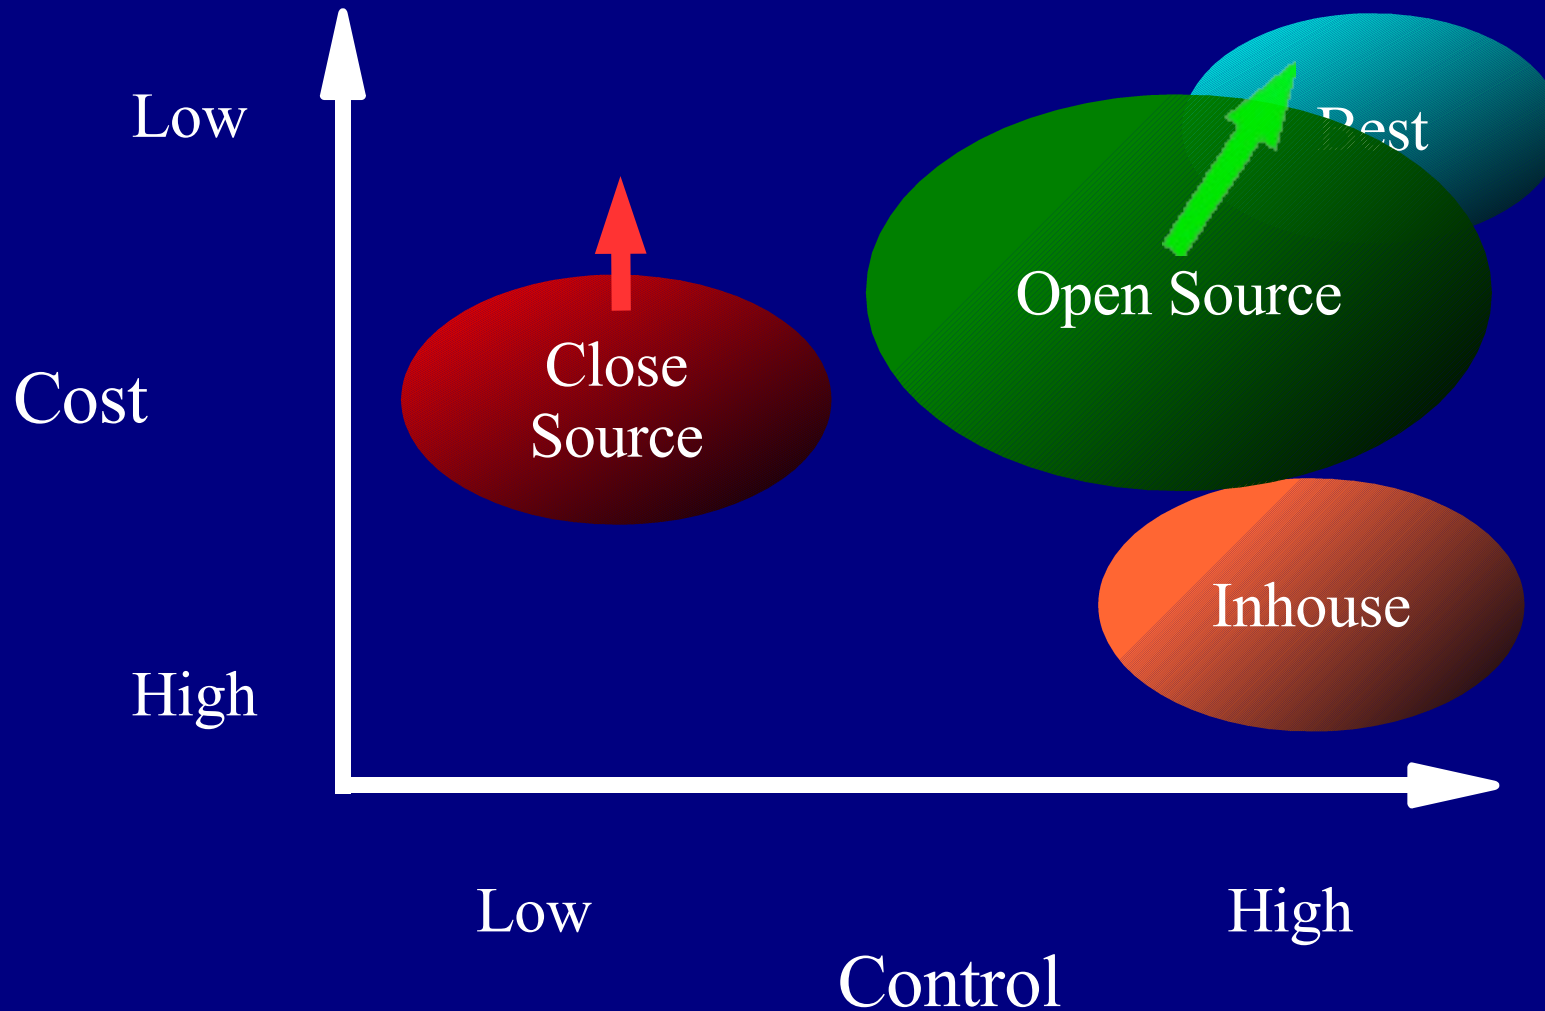 Low
Best
Open Source
Close
Source
Cost
Inhouse
High
Low
High
Control